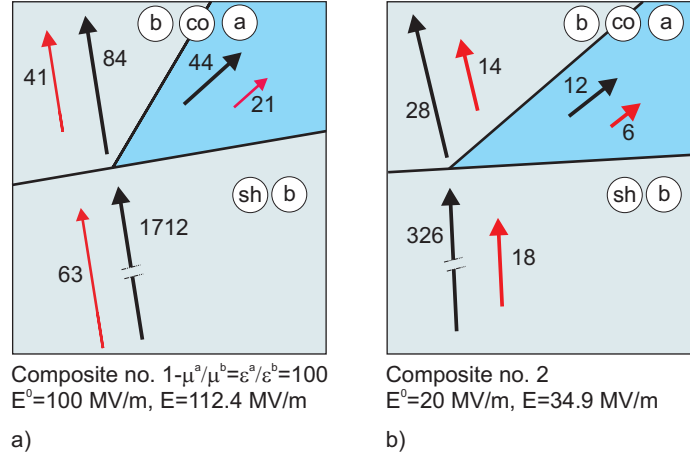 b co a
41
84
44
21
sh b
63
1712
Composite no. 1-μᵃ/μᵇ=εᵃ/εᵇ=100
E⁰=100 MV/m, E=112.4 MV/m
a)
b co a
28
14
12
6
sh b
326
18
Composite no. 2
E⁰=20 MV/m, E=34.9 MV/m
b)